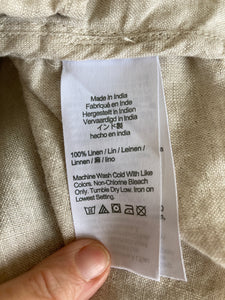 Made in India
Fabriqué en Inde
Hergestellt in Indien
Vervaardigd in India
インド製
hecho en Indio
100% Linen / Lin / Leinen /
Linnen / 麻 / lino
Machine Wash Cold With Like
Colors. Non-Chlorine Bleach
Only. Tumble Dry Low. Iron on
Lowest Setting.